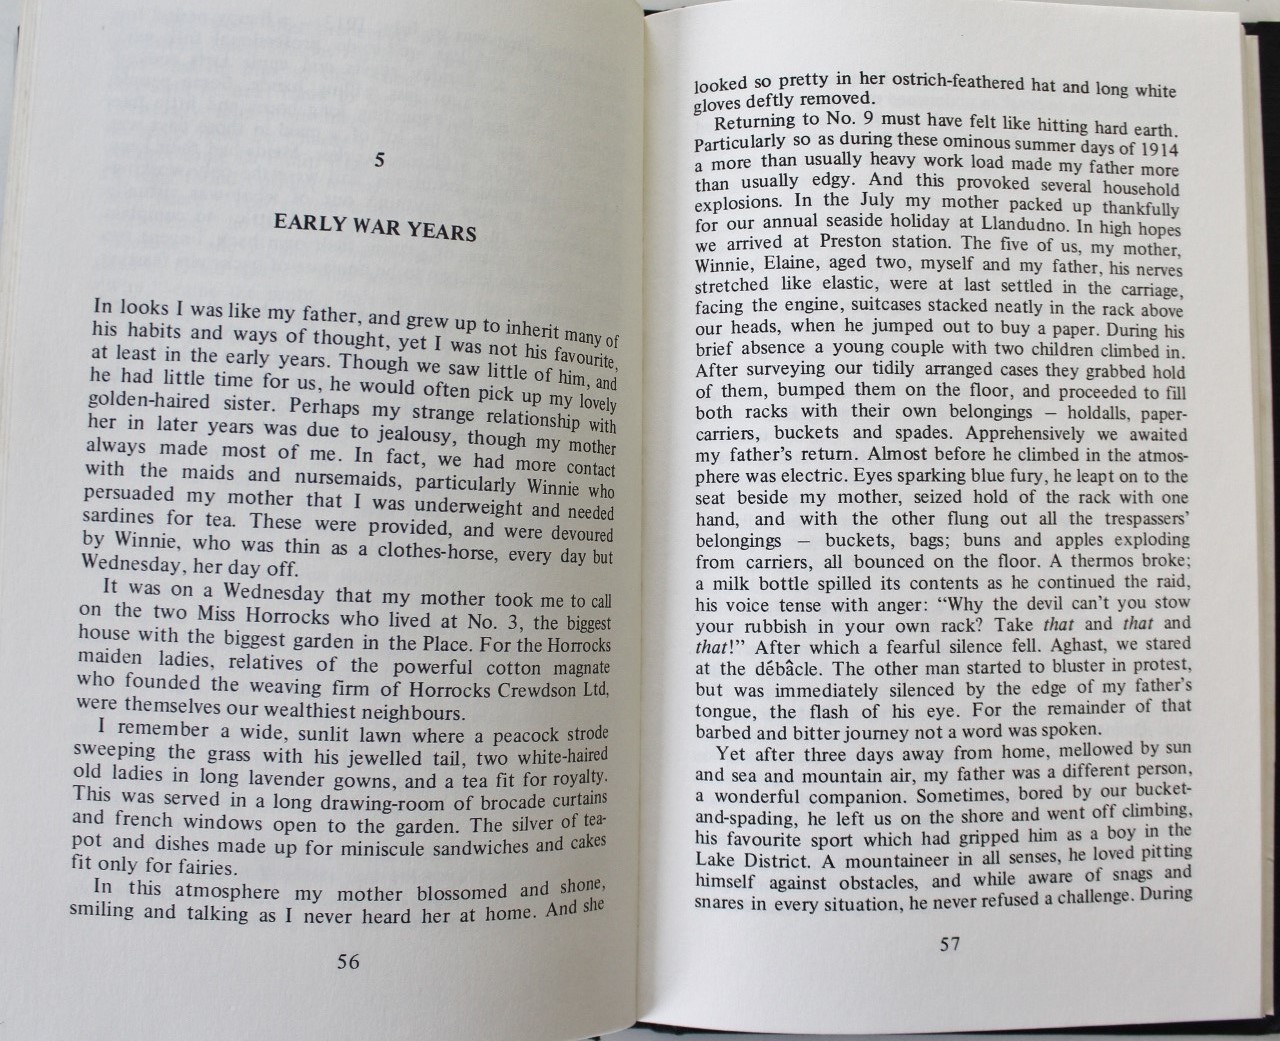 5
EARLY WAR YEARS
In looks I was like my father, and grew up to inherit many of
his habits and ways of thought, yet I was not his favourite,
at least in the early years. Though we saw little of him, and
he had little time for us, he would often pick up my lovely
golden-haired sister. Perhaps my strange relationship with
her in later years was due to jealousy, though my mother
always made most of me. In fact, we had more contact
with the maids and nursemaids, particularly Winnie who
persuaded my mother that I was underweight and needed
sardines for tea. These were provided, and were devoured
by Winnie, who was thin as a clothes-horse, every day but
Wednesday, her day off.
It was on a Wednesday that my mother took me to call
on the two Miss Horrocks who lived at No. 3, the biggest
house with the biggest garden in the Place. For the Horrocks
maiden ladies, relatives of the powerful cotton magnate
who founded the weaving firm of Horrocks Crewdson Ltd,
were themselves our wealthiest neighbours.
I remember a wide, sunlit lawn where a peacock strode
sweeping the grass with his jewelled tail, two white-haired
old ladies in long lavender gowns, and a tea fit for royalty.
This was served in a long drawing-room of brocade curtains
and french windows open to the garden. The silver of tea-
pot and dishes made up for miniscule sandwiches and cakes
fit only for fairies.
In this atmosphere my mother blossomed and shone,
smiling and talking as I never heard her at home. And she
56
looked so pretty in her ostrich-feathered hat and long white
gloves deftly removed.
Returning to No. 9 must have felt like hitting hard earth.
Particularly so as during these ominous summer days of 1914
a more than usually heavy work load made my father more
than usually edgy. And this provoked several household
explosions. In the July my mother packed up thankfully
for our annual seaside holiday at Llandudno. In high hopes
we arrived at Preston station. The five of us, my mother,
Winnie, Elaine, aged two, myself and my father, his nerves
stretched like elastic, were at last settled in the carriage,
facing the engine, suitcases stacked neatly in the rack above
our heads, when he jumped out to buy a paper. During his
brief absence a young couple with two children climbed in.
After surveying our tidily arranged cases they grabbed hold
of them, bumped them on the floor, and proceeded to fill
both racks with their own belongings – holdalls, paper-
carriers, buckets and spades. Apprehensively we awaited
my father's return. Almost before he climbed in the atmos-
phere was electric. Eyes sparking blue fury, he leapt on to the
seat beside my mother, seized hold of the rack with one
hand, and with the other flung out all the trespassers'
belongings – buckets, bags; buns and apples exploding
from carriers, all bounced on the floor. A thermos broke;
a milk bottle spilled its contents as he continued the raid,
his voice tense with anger: "Why the devil can't you stow
your rubbish in your own rack? Take that and that and
that!" After which a fearful silence fell. Aghast, we stared
at the débâcle. The other man started to bluster in protest,
but was immediately silenced by the edge of my father's
tongue, the flash of his eye. For the remainder of that
barbed and bitter journey not a word was spoken.
Yet after three days away from home, mellowed by sun
and sea and mountain air, my father was a different person,
a wonderful companion. Sometimes, bored by our bucket-
and-spading, he left us on the shore and went off climbing,
his favourite sport which had gripped him as a boy in the
Lake District. A mountaineer in all senses, he loved pitting
himself against obstacles, and while aware of snags and
snares in every situation, he never refused a challenge. During
57